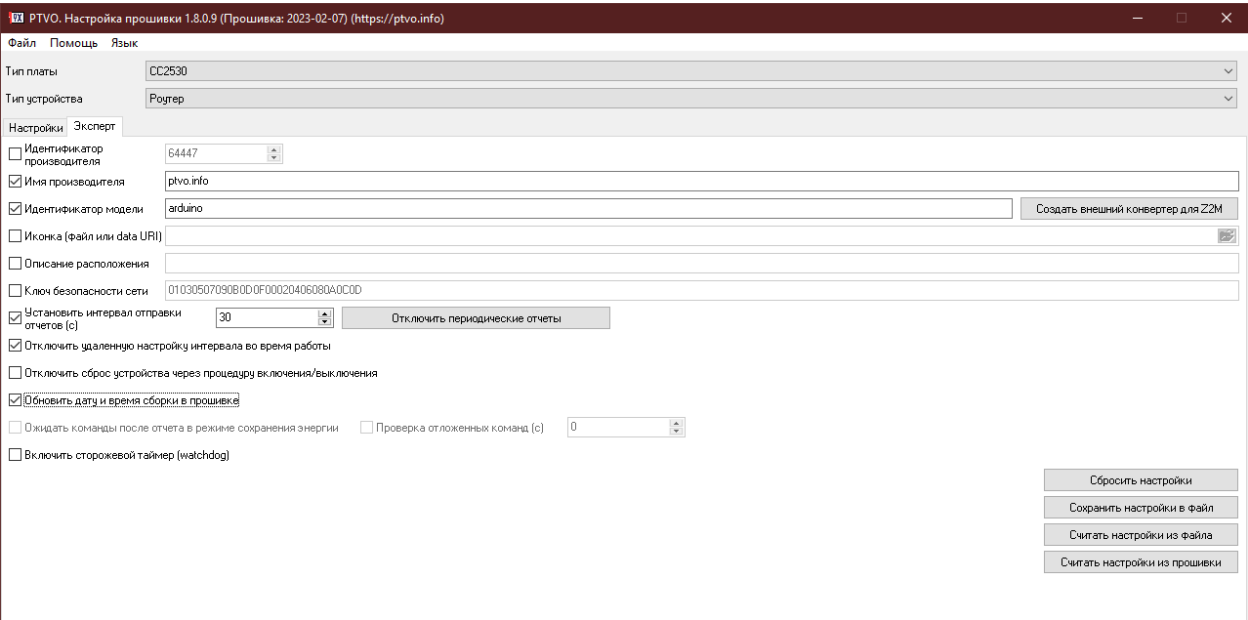 PTVO. Настройка прошивки 1.8.0.9 (Прошивка: 2023-02-07) (https://ptvo.info)
Файл Помощь Язык
Тип платы CC2530
Тип устройства Роутер
Настройки Эксперт
Идентификатор
производителя 64447
Имя производителя ptvo.info
Идентификатор модели arduino Создать внешний конвертер для Z2M
Иконка (файл или data URI)
Описание расположения
Ключ безопасности сети 01030507090B0D0F00020406080A0C0D
Установить интервал отправки
отчетов (с) 30 Отключить периодические отчеты
Отключить удаленную настройку интервала во время работы
Отключить сброс устройства через процедуру включения/выключения
Обновить дату и время сборки в прошивке
Ожидать команды после отчета в режиме сохранения энергии Проверка отложенных команд (с) 0
Включить сторожевой таймер (watchdog)
Сбросить настройки
Сохранить настройки в файл
Считать настройки из файла
Считать настройки из прошивки